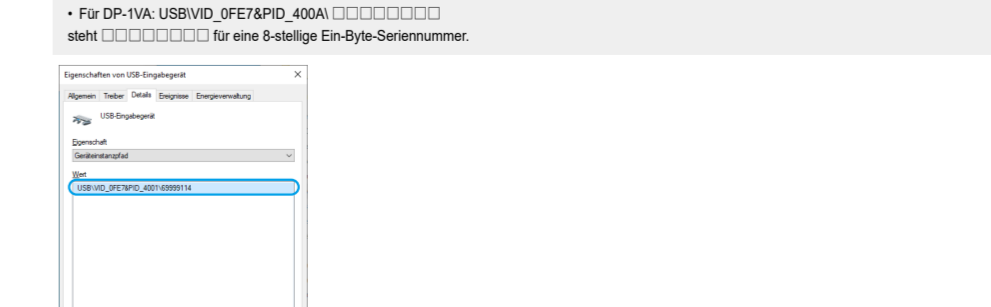 • Für DP-1VA: USB\VID_0FE7&PID_400A\ □□□□□□□□
steht □□□□□□□□ für eine 8-stellige Ein-Byte-Seriennummer.
Eigenschaften von USB-Eingabegerät
Allgemein Treiber Details Ereignisse Energieverwaltung
USB-Eingabegerät
Eigenschaft
Geräteinstanzpfad
Wert
USB\VID_0FE7&PID_4001\69999114